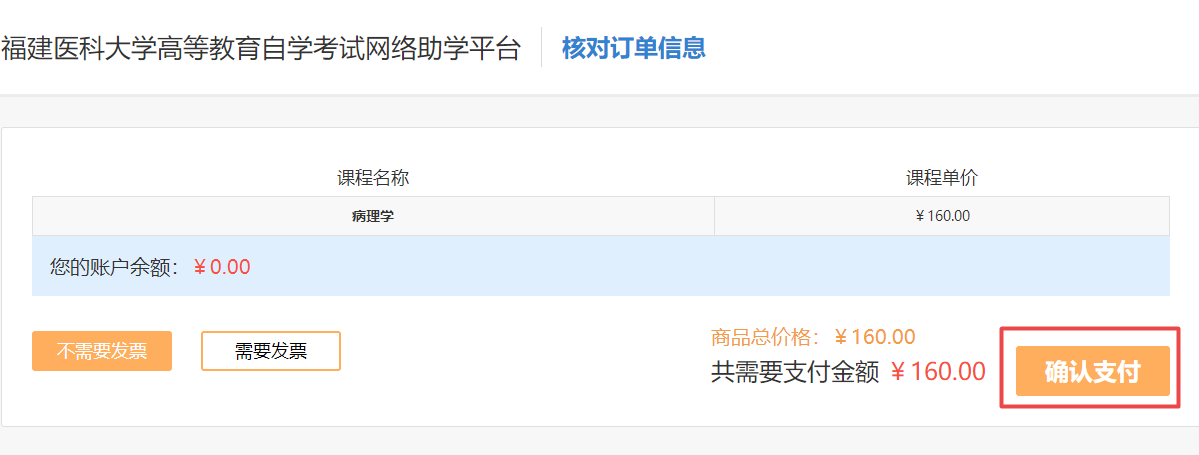 福建医科大学高等教育自学考试网络助学平台 核对订单信息
课程名称 课程单价
病理学 ¥160.00
您的账户余额：¥0.00
不需要发票 需要发票 商品总价格：¥160.00
共需要支付金额 ¥160.00 确认支付